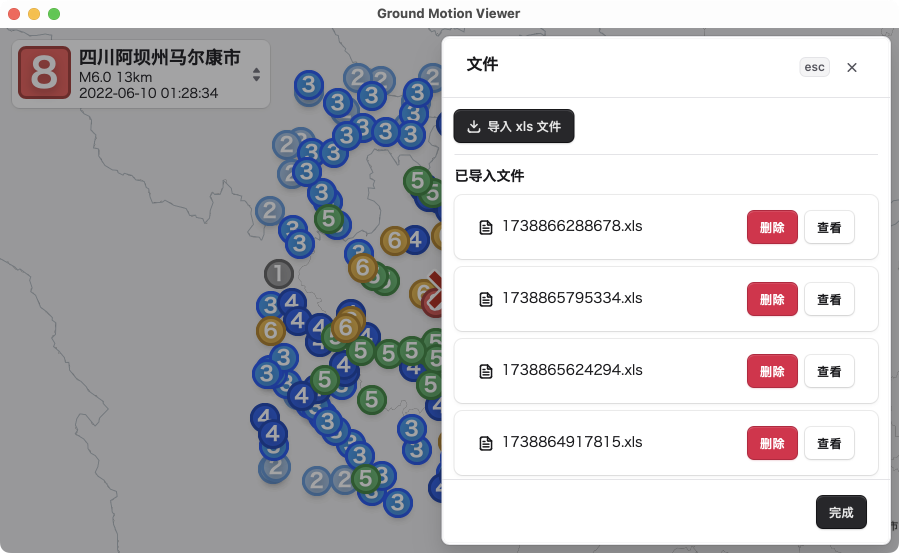 Ground Motion Viewer
8
四川阿坝州马尔康市
M6.0 13km
2022-06-10 01:28:34
文件
esc
导入 xls 文件
已导入文件
1738866288678.xls
删除
查看
1738865795334.xls
删除
查看
1738865624294.xls
删除
查看
1738864917815.xls
删除
查看
完成